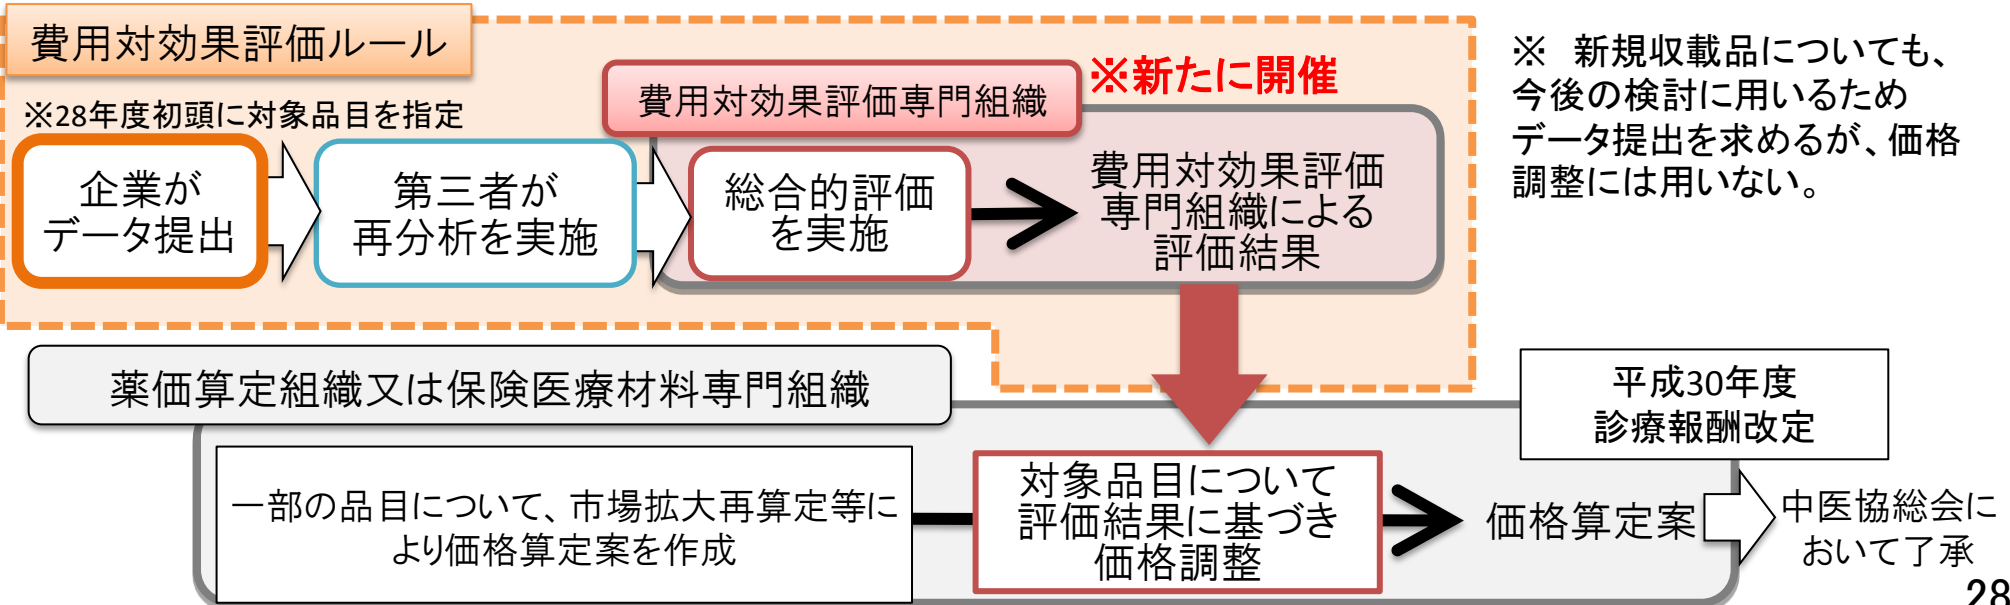 費用対効果評価ルール
※28年度初頭に対象品目を指定
企業が
データ提出
第三者が
再分析を実施
費用対効果評価専門組織
※新たに開催
総合的評価
を実施
費用対効果評価
専門組織による
評価結果
※　新規収載品についても、
今後の検討に用いるため
データ提出を求めるが、価格
調整には用いない。
薬価算定組織又は保険医療材料専門組織
一部の品目について、市場拡大再算定等に
より価格算定案を作成
対象品目について
評価結果に基づき
価格調整
価格算定案
平成30年度
診療報酬改定
中医協総会に
おいて了承
28